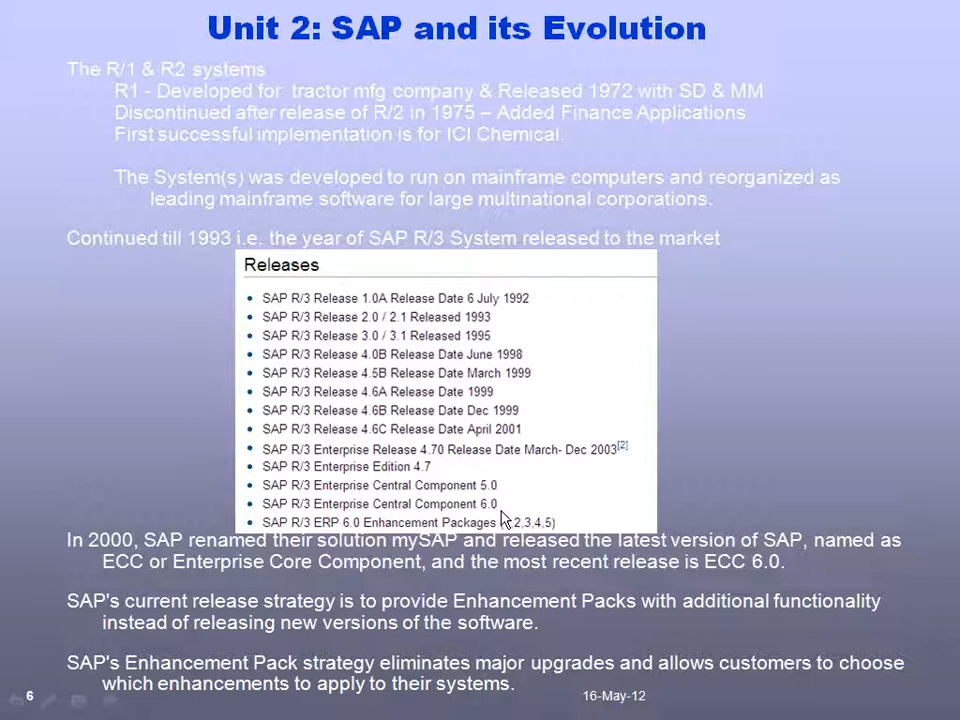 Unit 2: SAP and its Evolution
The R/1 & R2 systems
R1 - Developed for tractor mfg company & Released 1972 with SD & MM
Discontinued after release of R/2 in 1975 – Added Finance Applications
First successful implementation is for ICI Chemical.
The System(s) was developed to run on mainframe computers and reorganized as
leading mainframe software for large multinational corporations.
Continued till 1993 i.e. the year of SAP R/3 System released to the market
Releases
• SAP R/3 Release 1.0A Release Date 6 July 1992
• SAP R/3 Release 2.0 / 2.1 Released 1993
• SAP R/3 Release 3.0 / 3.1 Released 1995
• SAP R/3 Release 4.0B Release Date June 1998
• SAP R/3 Release 4.5B Release Date March 1999
• SAP R/3 Release 4.6A Release Date 1999
• SAP R/3 Release 4.6B Release Date Dec 1999
• SAP R/3 Release 4.6C Release Date April 2001
• SAP R/3 Enterprise Release 4.70 Release Date March- Dec 2003[2]
• SAP R/3 Enterprise Edition 4.7
• SAP R/3 Enterprise Central Component 5.0
• SAP R/3 Enterprise Central Component 6.0
• SAP R/3 ERP 6.0 Enhancement Packages 2,3,4,5)
In 2000, SAP renamed their solution mySAP and released the latest version of SAP, named as
ECC or Enterprise Core Component, and the most recent release is ECC 6.0.
SAP's current release strategy is to provide Enhancement Packs with additional functionality
instead of releasing new versions of the software.
SAP's Enhancement Pack strategy eliminates major upgrades and allows customers to choose
which enhancements to apply to their systems.
6
16-May-12